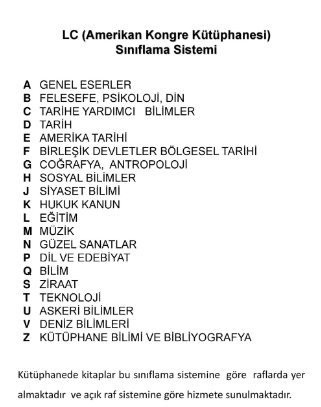 LC (Amerikan Kongre Kütüphanesi)
Sınıflama Sistemi
A GENEL ESERLER
B FELESEFE, PSİKOLOJİ, DİN
C TARİHE YARDIMCI BİLİMLER
D TARİH
E AMERİKA TARİHİ
F BİRLEŞİK DEVLETLER BÖLGESEL TARİHİ
G COĞRAFYA, ANTROPOLOJİ
H SOSYAL BİLİMLER
J SİYASET BİLİMİ
K HUKUK KANUN
L EĞİTİM
M MÜZİK
N GÜZEL SANATLAR
P DİL VE EDEBİYAT
Q BİLİM
S ZİRAAT
T TEKNOLOJİ
U ASKERİ BİLİMLER
V DENİZ BİLİMLERİ
Z KÜTÜPHANE BİLİMİ VE BİBLİYOGRAFYA
Kütüphanede kitaplar bu sınıflama sistemine göre raflarda yer
almaktadır ve açık raf sistemine göre hizmete sunulmaktadır.